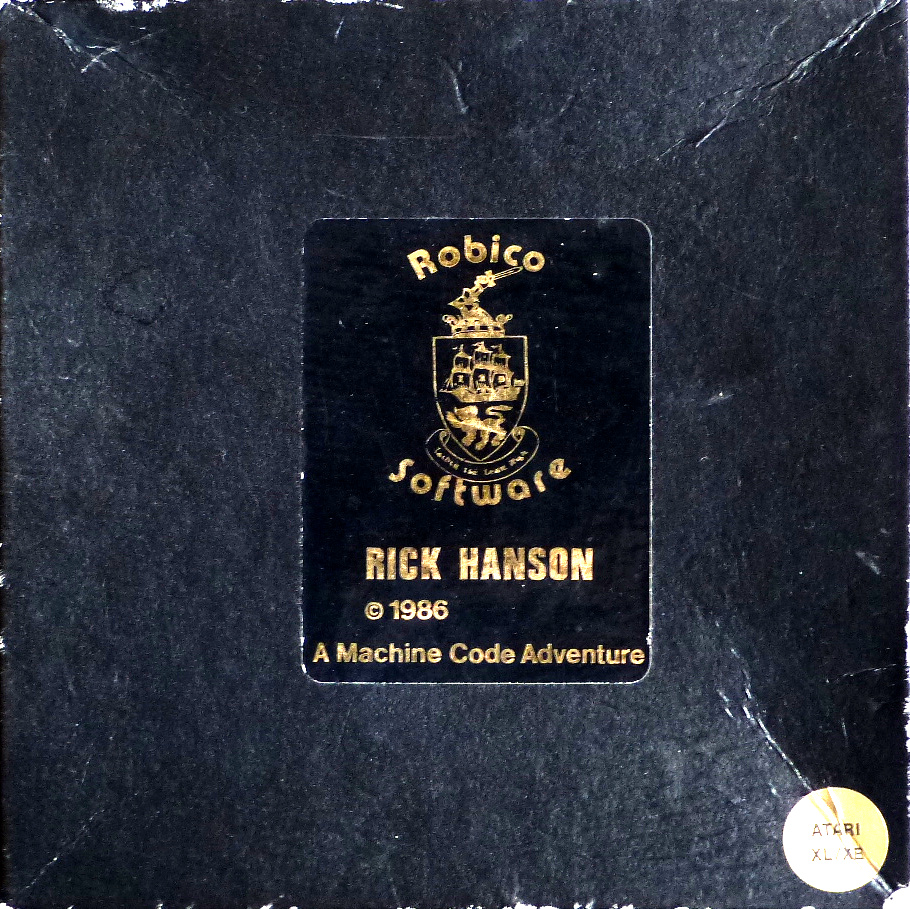 Robico
Software
RICK HANSON
© 1986
A Machine Code Adventure
ATARI
XL/XE